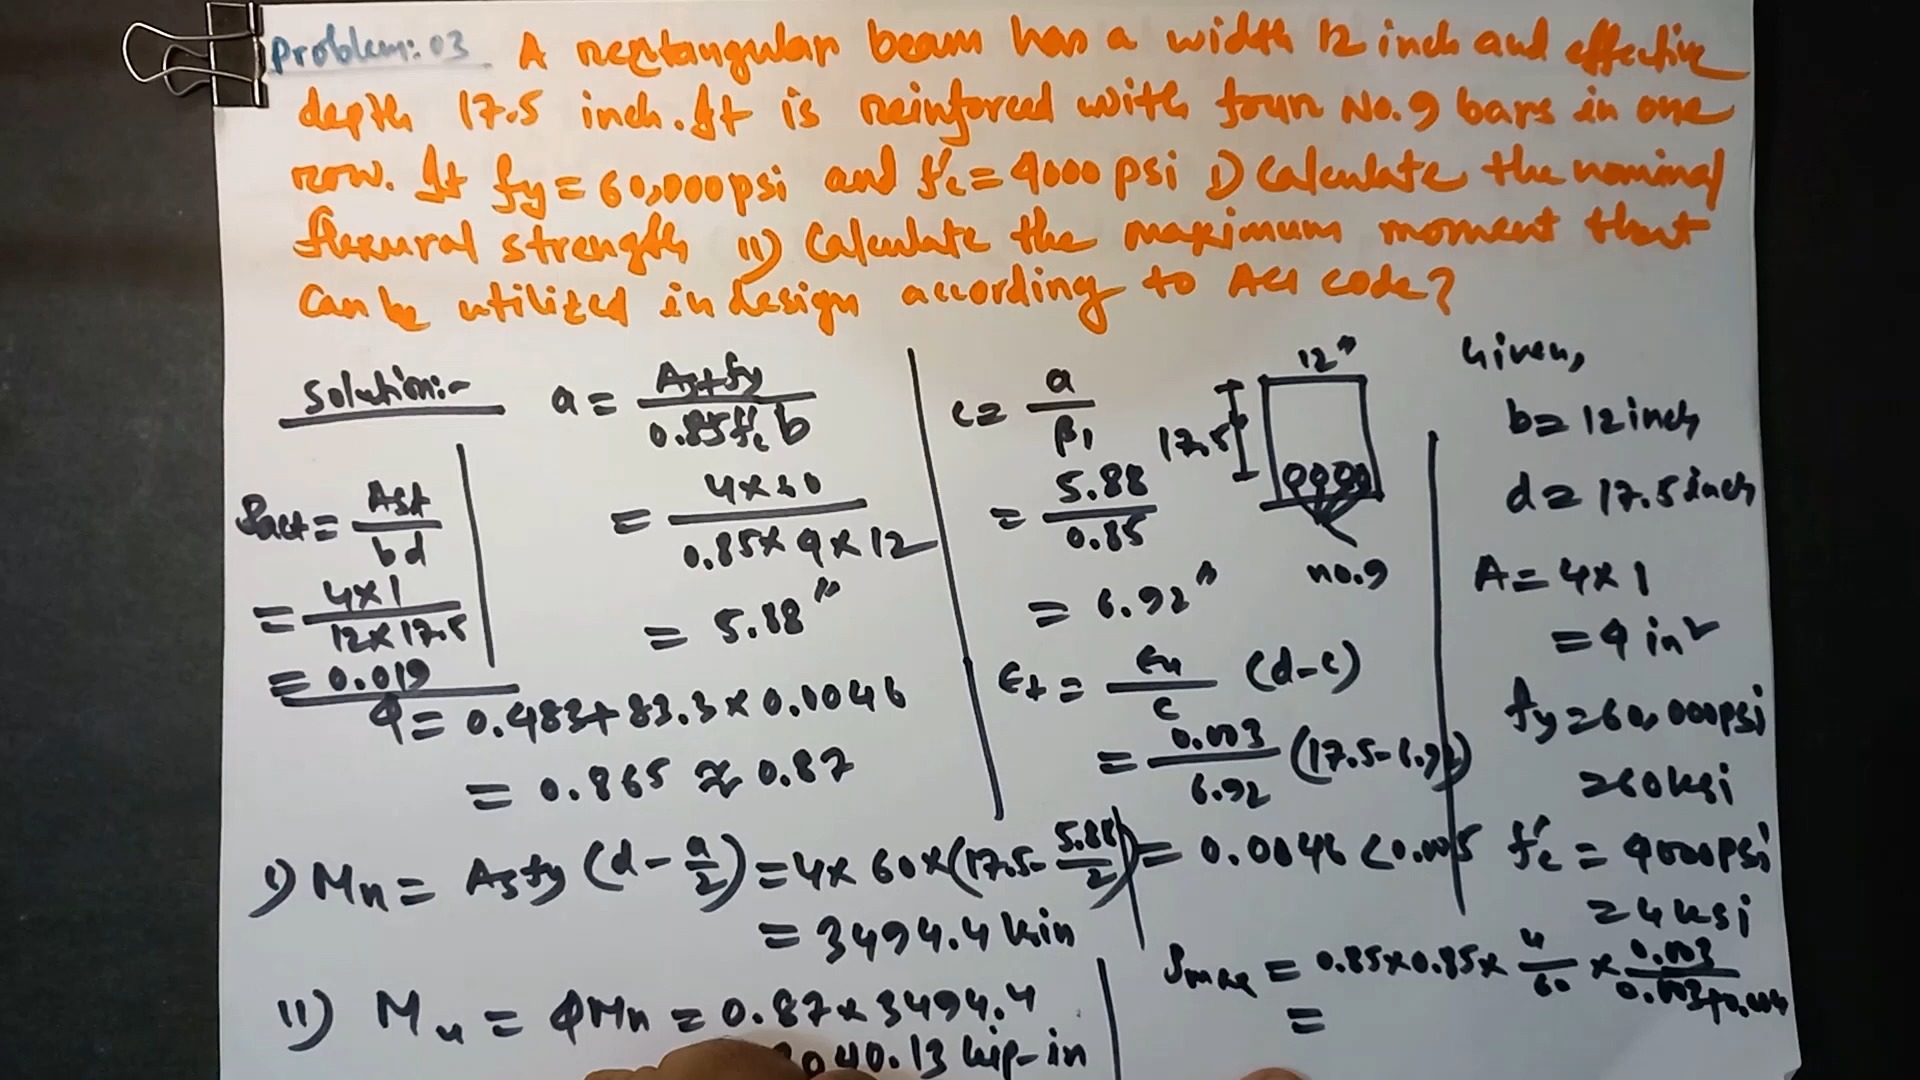 Problem: 03 A rectangular beam has a width 12 inch and effective
depth 17.5 inch. It is reinforced with four No. 9 bars in one
row. If fy = 60,000 psi and f'c = 4000 psi i) Calculate the nominal
flexural strength ii) Calculate the maximum moment that
can be utilized in design according to ACI code?
Solution:-
ρact = Ast / bd
= 4×1 / 12×17.5
= 0.019
a = Ast fy / 0.85 f'c b
= 4×60 / 0.85×4×12
= 5.88"
φ = 0.483+83.3×0.0046
= 0.865 ≈ 0.87
c = a / β1
= 5.88 / 0.85
= 6.92"
12"
17.5
no.9
εt = εu / c (d-c)
= 0.003 / 6.92 (17.5-6.92)
= 0.0046 < 0.005
Given,
b = 12 inch
d = 17.5 inch
A = 4×1
= 4 in²
fy = 60,000 psi
= 60 ksi
f'c = 4000 psi
= 4 ksi
i) Mn = As fy (d - a/2) = 4×60×(17.5 - 5.88/2)
= 3494.4 kin
ii) Mu = φMn = 0.87×3494.4
3040.13 kip-in
ρmax = 0.85×0.85× 4/60 × 0.003 / 0.003+0.004
=